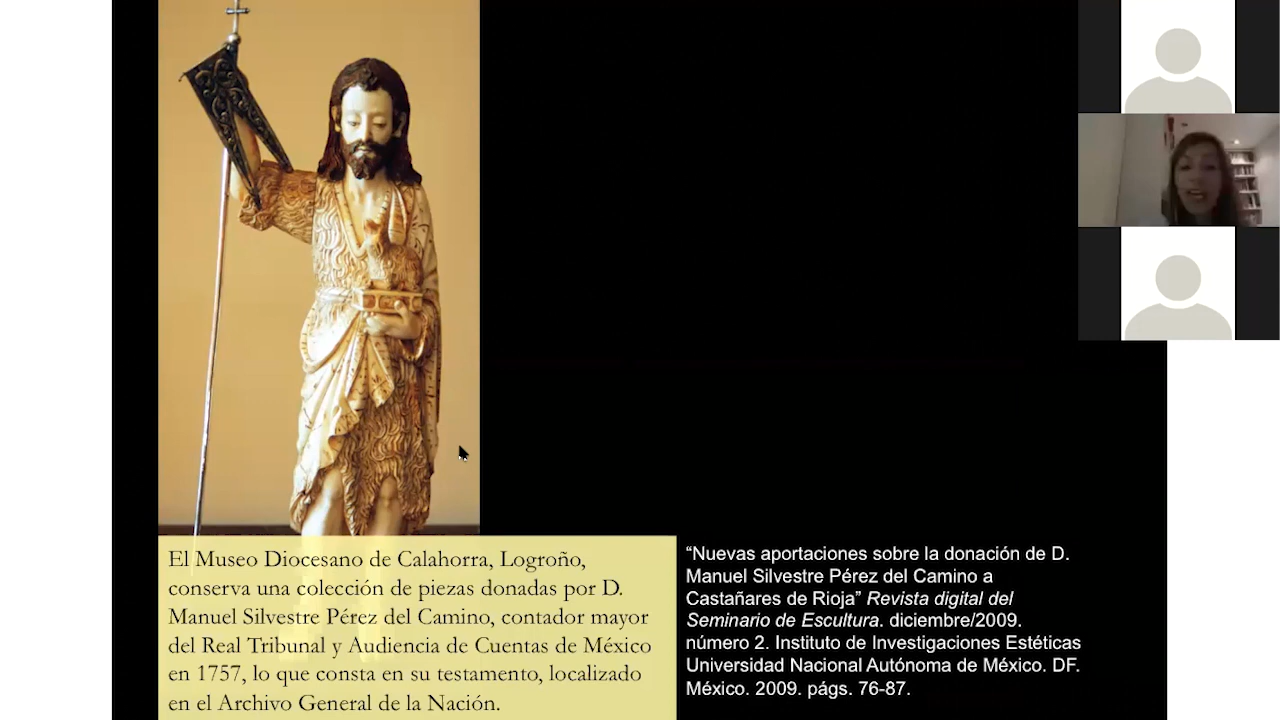 El Museo Diocesano de Calahorra, Logroño,
conserva una colección de piezas donadas por D.
Manuel Silvestre Pérez del Camino, contador mayor
del Real Tribunal y Audiencia de Cuentas de México
en 1757, lo que consta en su testamento, localizado
en el Archivo General de la Nación.
“Nuevas aportaciones sobre la donación de D.
Manuel Silvestre Pérez del Camino a
Castañares de Rioja” Revista digital del
Seminario de Escultura. diciembre/2009.
número 2. Instituto de Investigaciones Estéticas
Universidad Nacional Autónoma de México. DF.
México. 2009. págs. 76-87.